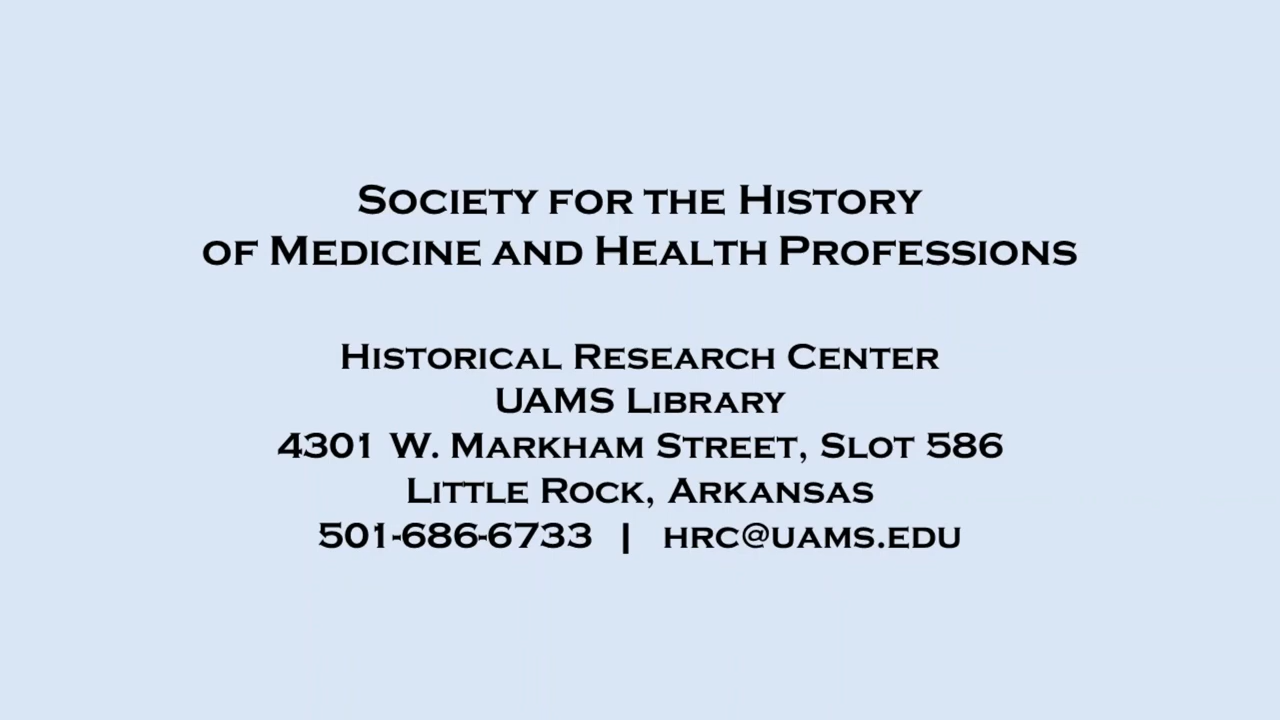 Society for the History
of Medicine and Health Professions
Historical Research Center
UAMS Library
4301 W. Markham Street, Slot 586
Little Rock, Arkansas
501-686-6733 | hrc@uams.edu